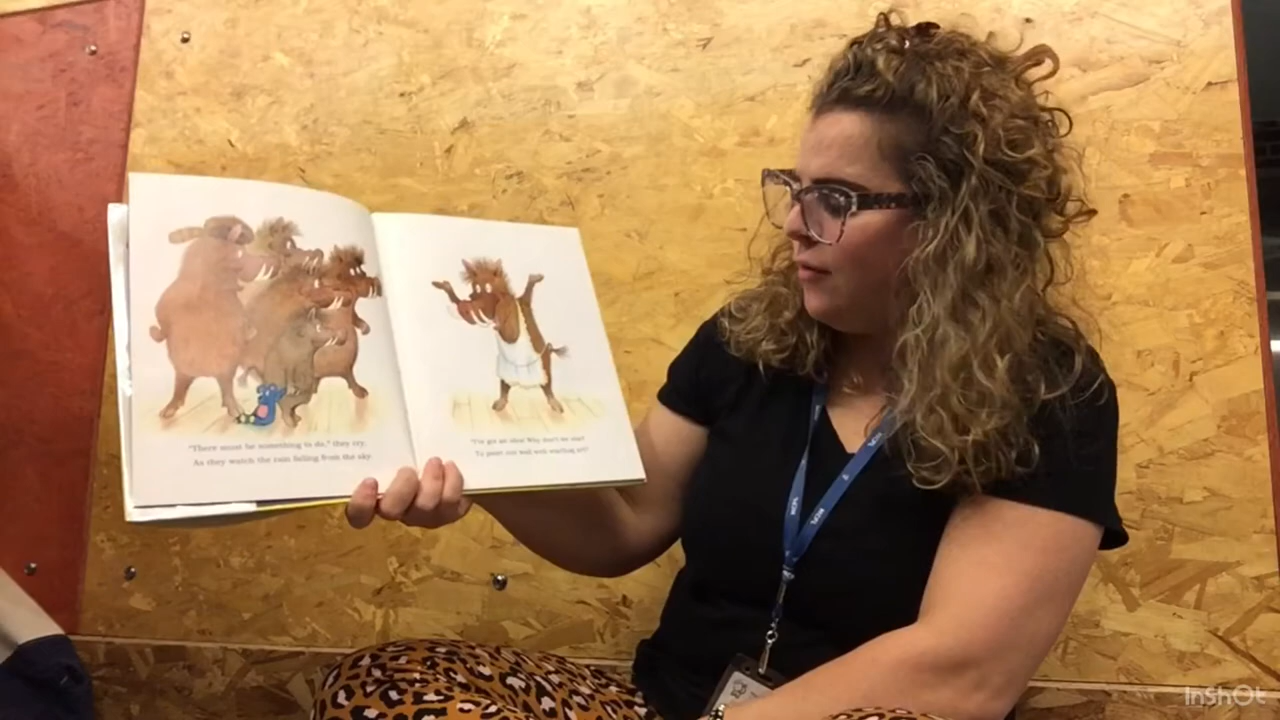 "There must be something to do," they cry,
As they watch the rain falling from the sky.
"I've got an idea! Why don't we start
To paint our wall with warthog art?
InShOt